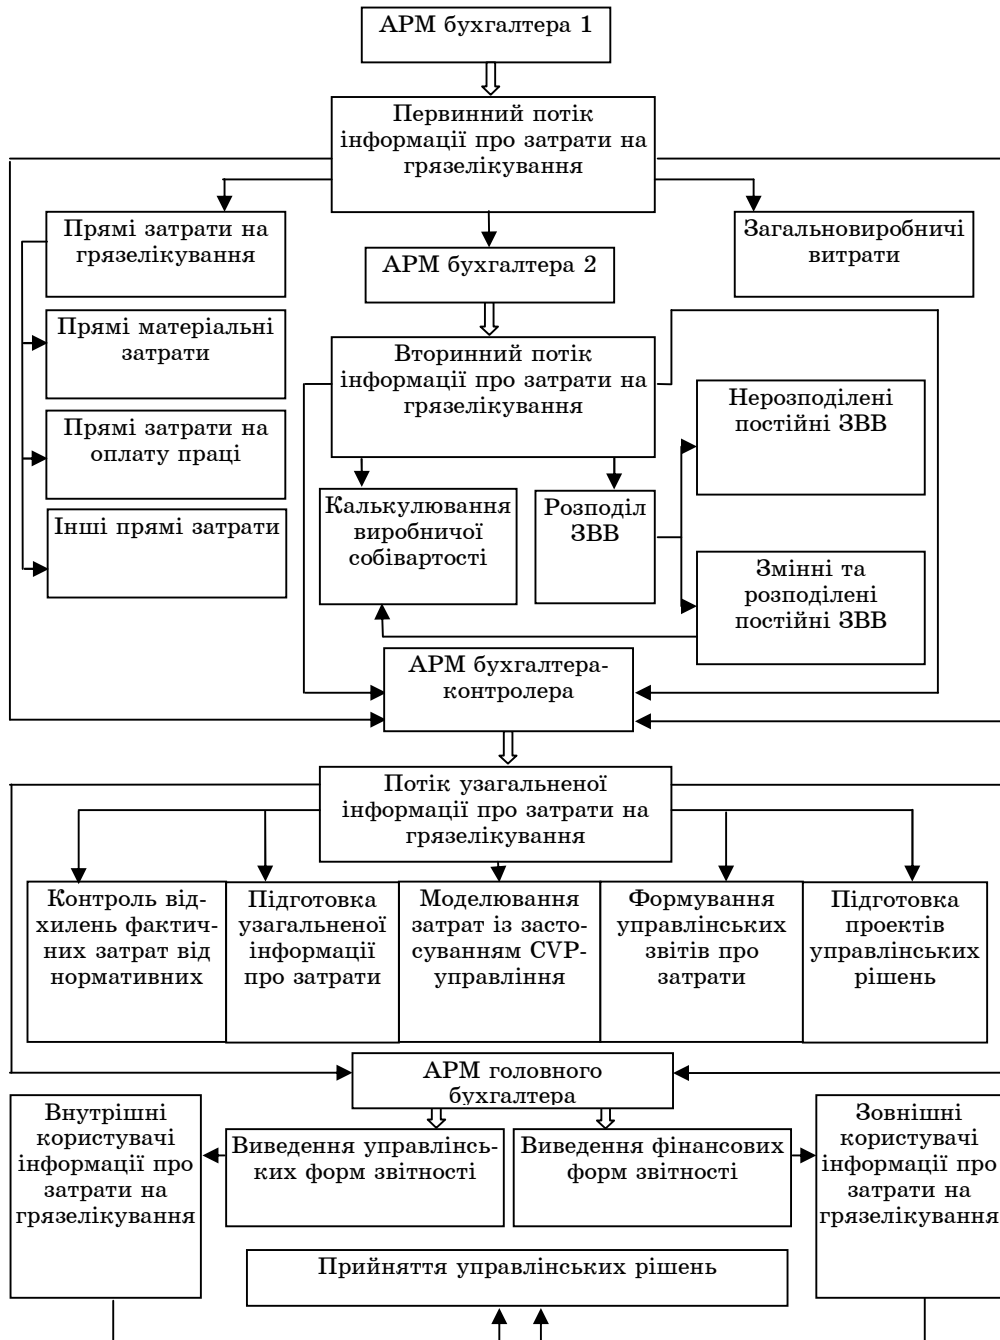 АРМ бухгалтера 1
Первинний потік
інформації про затрати на
грязелікування
Прямі затрати на
грязелікування
АРМ бухгалтера 2
Загальновиробничі
витрати
Прямі матеріальні
затрати
Вторинний потік
інформації про затрати на
грязелікування
Нерозподілені
постійні ЗВВ
Прямі затрати на
оплату праці
Інші прямі затрати
Калькулювання
виробничої
собівартості
Розподіл
ЗВВ
Змінні та
розподілені
постійні ЗВВ
АРМ бухгалтера-
контролера
Потік узагальненої
інформації про затрати на
грязелікування
Контроль від-
хилень фактич-
них затрат від
нормативних
Підготовка
узагальненої
інформації
про затрати
Моделювання
затрат із засто-
суванням CVP-
управління
Формування
управлінських
звітів про
затрати
Підготовка
проектів
управлінських
рішень
АРМ головного
бухгалтера
Внутрішні
користувачі
інформації про
затрати на
грязелікування
Виведення управлінсь-
ких форм звітності
Виведення фінансових
форм звітності
Зовнішні
користувачі
інформації про
затрати на
грязелікування
Прийняття управлінських рішень